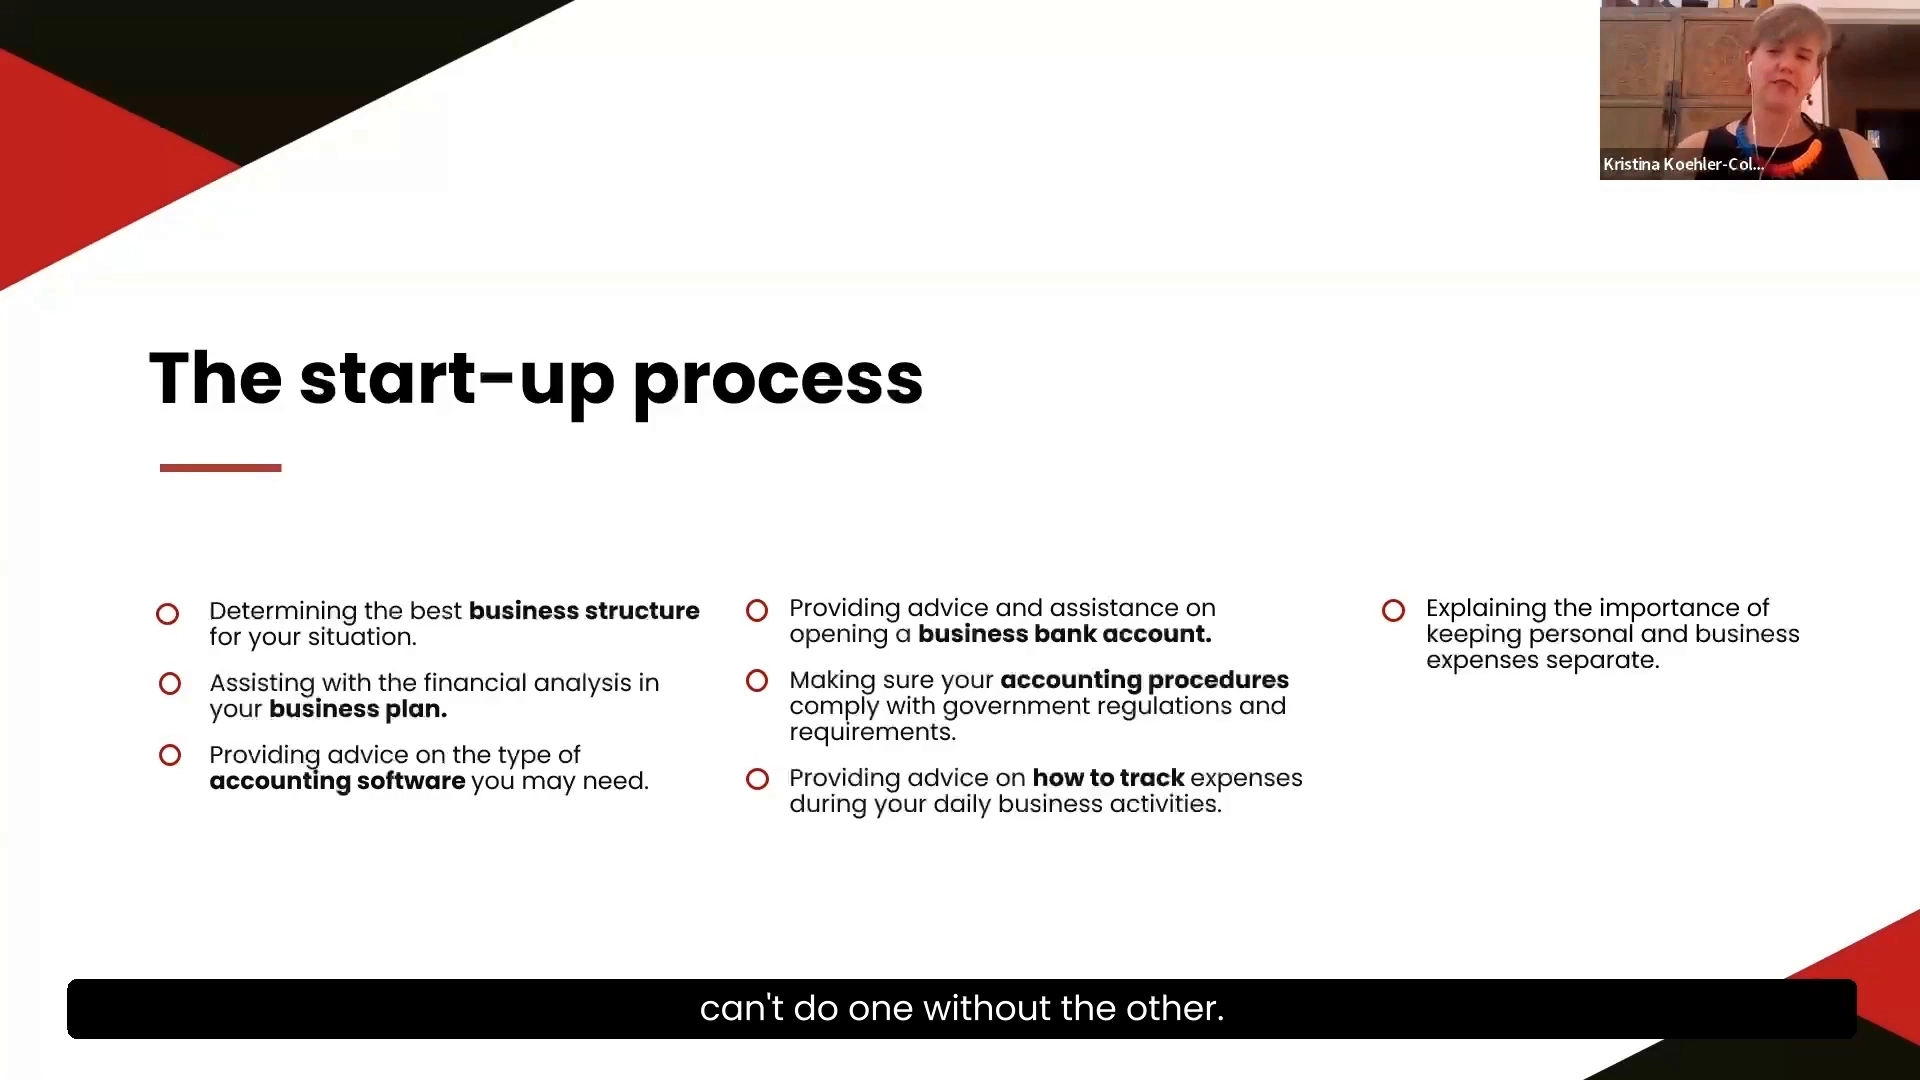 Kristina Koehler-Col...
The start-up process
Determining the best business structure
for your situation.
Assisting with the financial analysis in
your business plan.
Providing advice on the type of
accounting software you may need.
Providing advice and assistance on
opening a business bank account.
Making sure your accounting procedures
comply with government regulations and
requirements.
Providing advice on how to track expenses
during your daily business activities.
Explaining the importance of
keeping personal and business
expenses separate.
can't do one without the other.